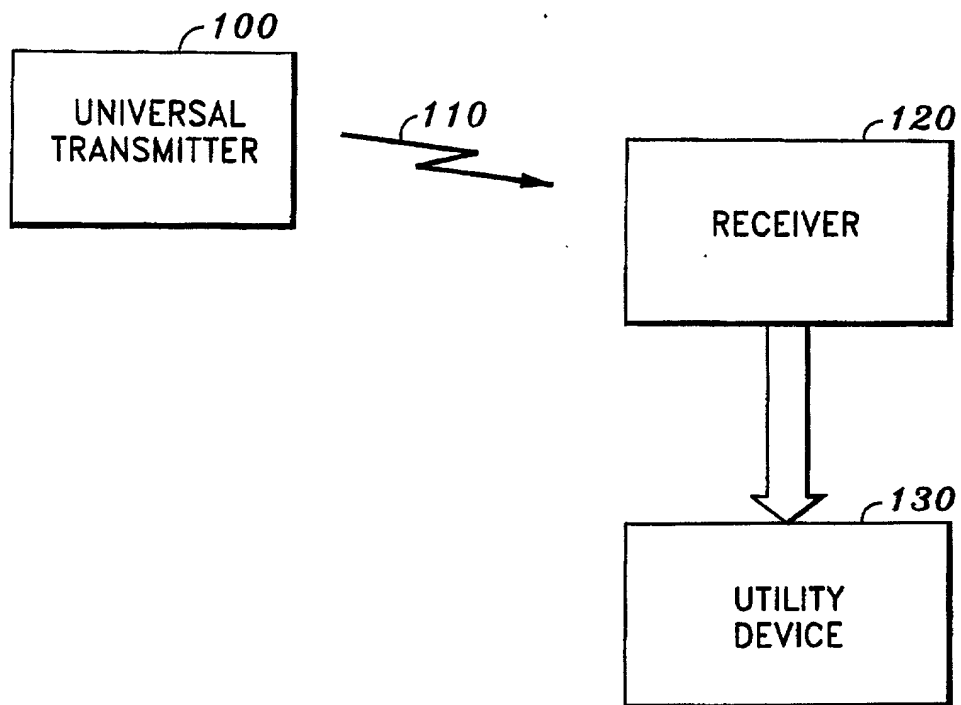 100
UNIVERSAL
TRANSMITTER
110
120
RECEIVER
130
UTILITY
DEVICE